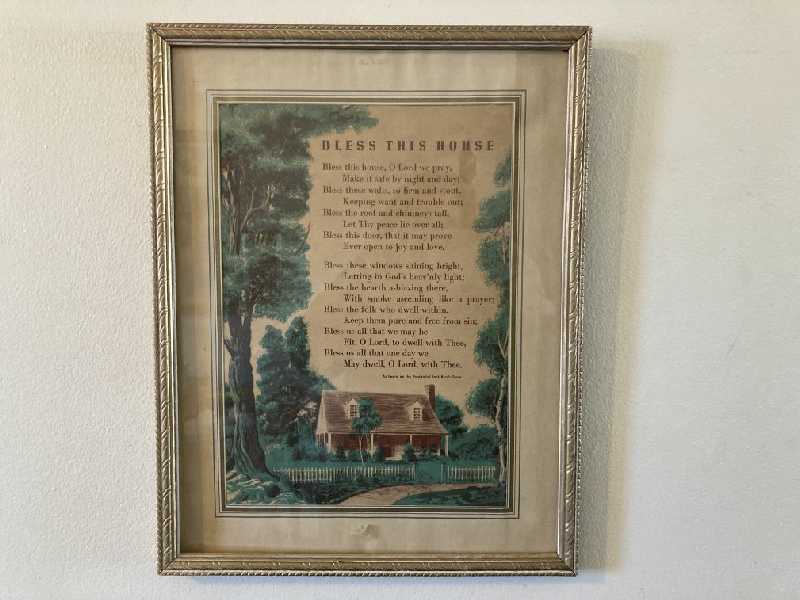 BLESS THIS HOUSE
Bless this house, O Lord we pray,
Make it safe by night and day;
Bless these walls, so firm and stout,
Keeping want and trouble out;
Bless the roof and chimneys tall,
Let Thy peace lie over all;
Bless this door, that it may prove
Ever open to joy and love.
Bless these windows shining bright,
Letting in God's heav'nly light;
Bless the hearth ablazing there,
With smoke ascending like a prayer;
Bless the folk who dwell within,
Keep them pure and free from sin;
Bless us all that we may be
Fit, O Lord, to dwell with Thee,
Bless us all that one day we
May dwell, O Lord, with Thee.